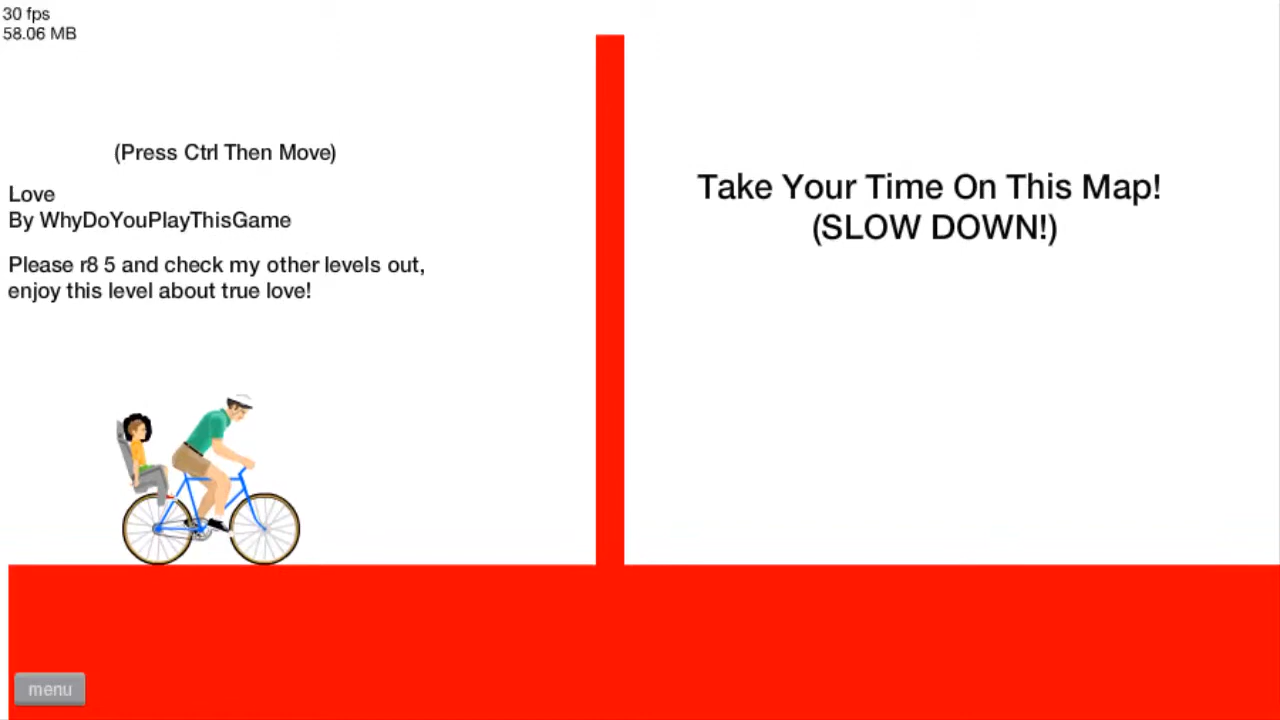 30 fps
58.06 MB
(Press Ctrl Then Move)
Love
By WhyDoYouPlayThisGame
Please r8 5 and check my other levels out,
enjoy this level about true love!
Take Your Time On This Map!
(SLOW DOWN!)
menu